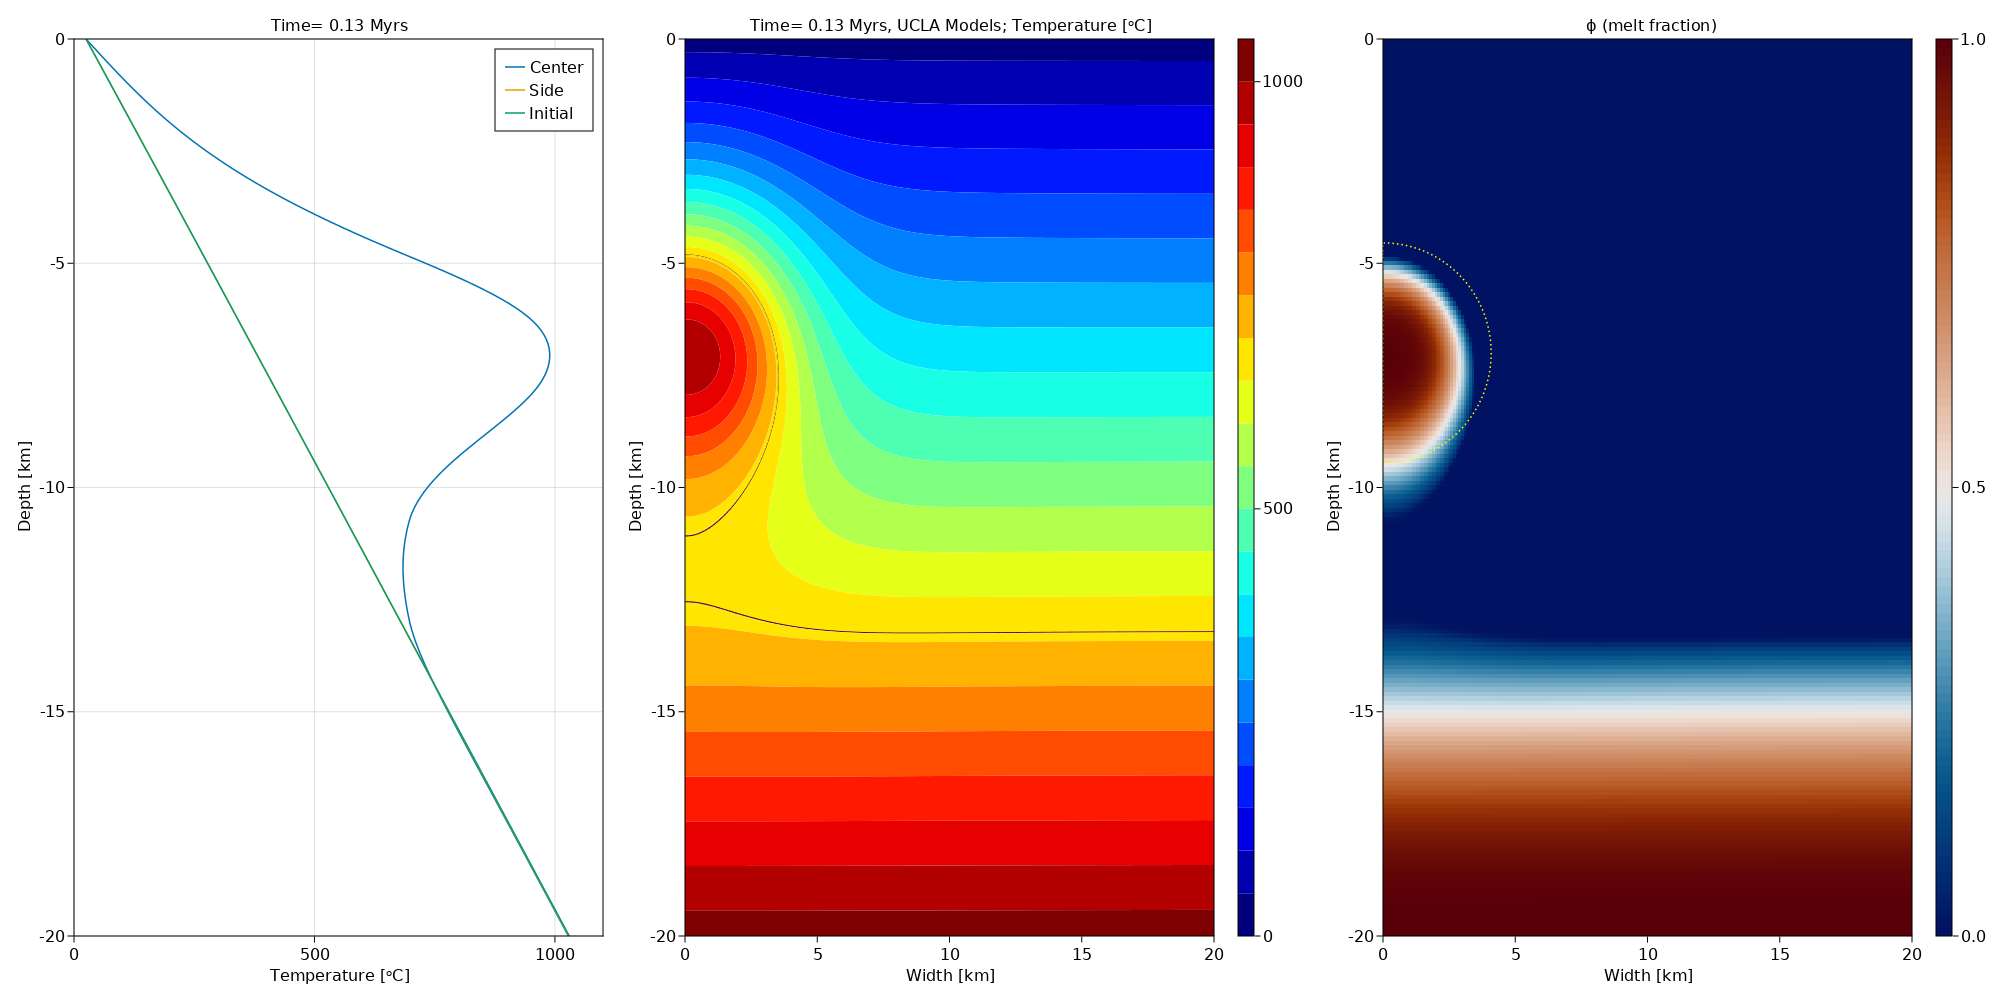 Time= 0.13 Myrs
Center
Side
Initial
0
-5
-10
-15
-20
Depth [km]
0
500
1000
Temperature [ᵒC]
Time= 0.13 Myrs, UCLA Models; Temperature [ᵒC]
0
-5
-10
-15
-20
Depth [km]
0
5
10
15
20
Width [km]
1000
500
0
ϕ (melt fraction)
0
-5
-10
-15
-20
Depth [km]
0
5
10
15
20
Width [km]
1.0
0.5
0.0